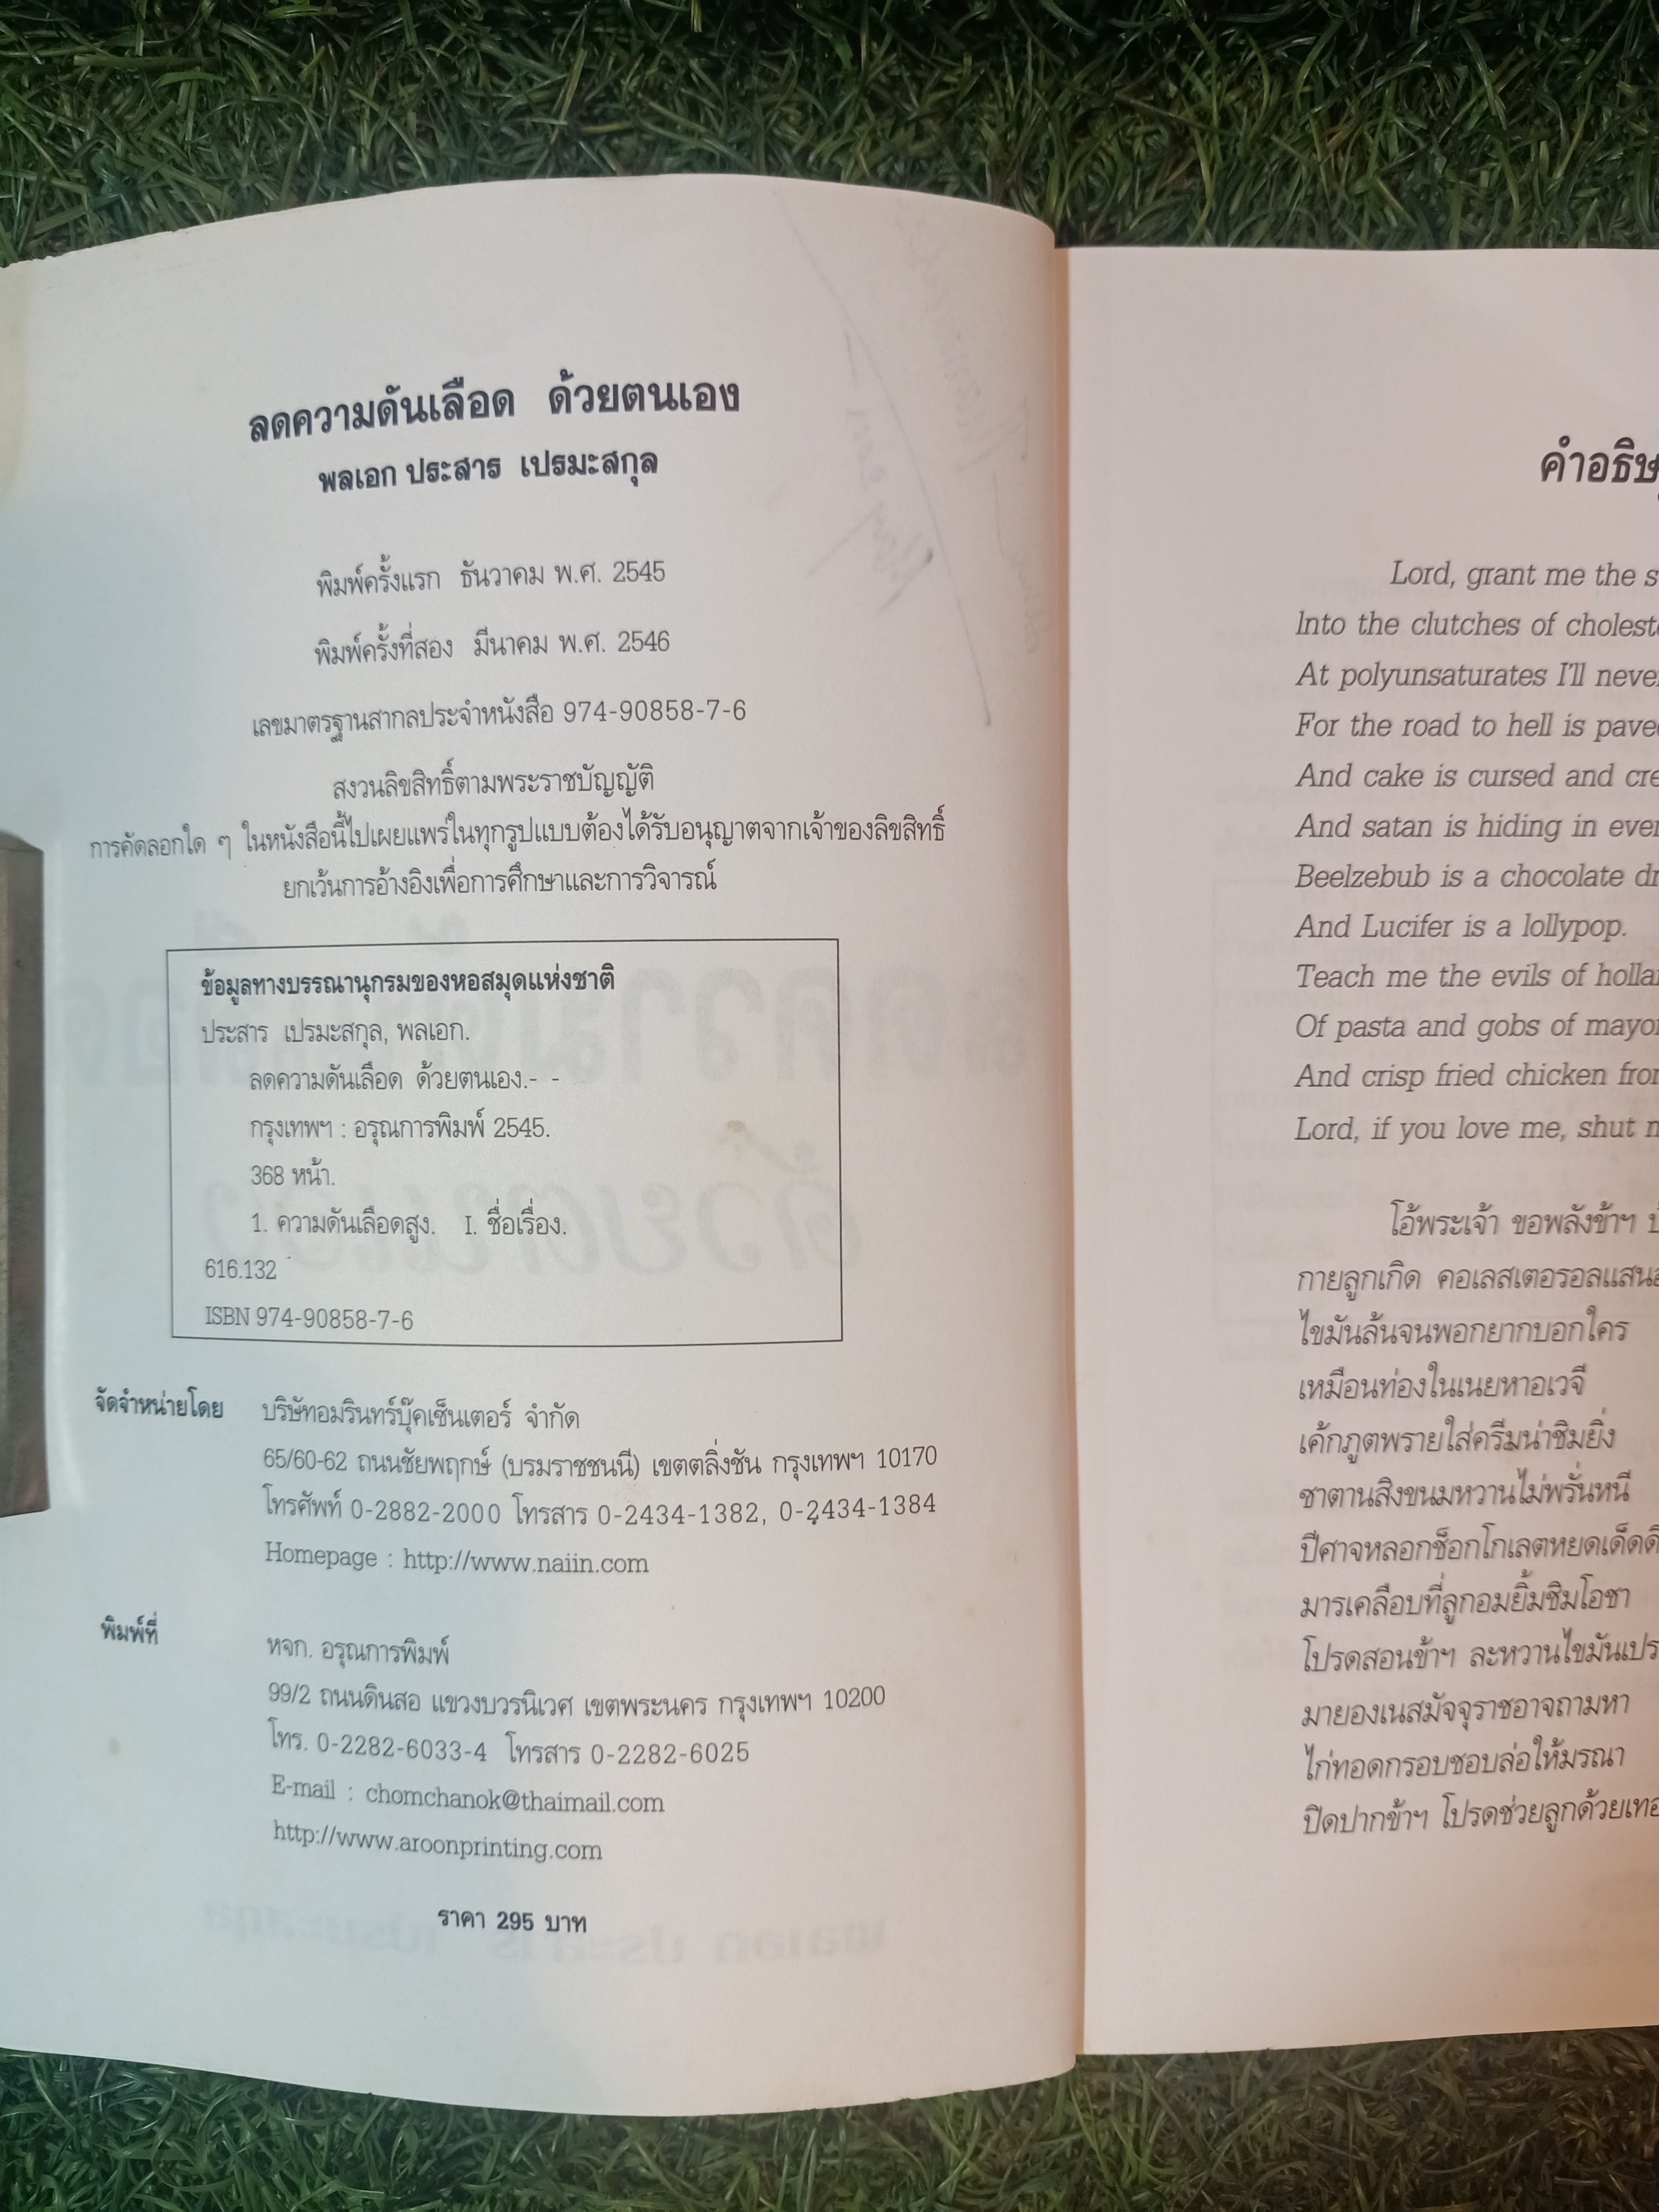 ลดความดันเลือด ด้วยตนเอง
พลเอก ประสาร เปรมะสกุล
พิมพ์ครั้งแรก ธันวาคม พ.ศ. 2545
พิมพ์ครั้งที่สอง มีนาคม พ.ศ. 2546
เลขมาตรฐานสากลประจำหนังสือ 974-90858-7-6
สงวนลิขสิทธิ์ตามพระราชบัญญัติ
การคัดลอกใด ๆ ในหนังสือนี้ไปเผยแพร่ในทุกรูปแบบต้องได้รับอนุญาตจากเจ้าของลิขสิทธิ์
ยกเว้นการอ้างอิงเพื่อการศึกษาและการวิจารณ์
ข้อมูลทางบรรณานุกรมของหอสมุดแห่งชาติ
ประสาร เปรมะสกุล, พลเอก.
ลดความดันเลือด ด้วยตนเอง.- -
กรุงเทพฯ : อรุณการพิมพ์ 2545.
368 หน้า.
1. ความดันเลือดสูง. I. ชื่อเรื่อง.
616.132
ISBN 974-90858-7-6
จัดจำหน่ายโดย บริษัทอมรินทร์บุ๊คเซ็นเตอร์ จำกัด
65/60-62 ถนนชัยพฤกษ์ (บรมราชชนนี) เขตตลิ่งชัน กรุงเทพฯ 10170
โทรศัพท์ 0-2882-2000 โทรสาร 0-2434-1382, 0-2434-1384
Homepage : http://www.naiin.com
พิมพ์ที่ หจก. อรุณการพิมพ์
99/2 ถนนดินสอ แขวงบวรนิเวศ เขตพระนคร กรุงเทพฯ 10200
โทร. 0-2282-6033-4 โทรสาร 0-2282-6025
E-mail : chomchanok@thaimail.com
http://www.aroonprinting.com
ราคา 295 บาท
คำอธิษ
Lord, grant me the s
Into the clutches of cholest
At polyunsaturates I'll neve
For the road to hell is pave
And cake is cursed and cre
And satan is hiding in ever
Beelzebub is a chocolate dr
And Lucifer is a lollypop.
Teach me the evils of holla
Of pasta and gobs of mayo
And crisp fried chicken fro
Lord, if you love me, shut
โอ้พระเจ้า ขอพลังข้าฯ
กายลูกเกิด คอเลสเตอรอลแสน
ไขมันล้นจนพอกยากบอกใคร
เหมือนท่องในเนยหาอเวจี
เค้กภูตพรายใส่ครีมน่าชิมยิ่ง
ซาตานสิงขนมหวานไม่พรั่นหนี
ปีศาจหลอกช็อกโกเลตหยดเด็ดดี
มารเคลือบที่ลูกอมยิ้มชิมโอชา
โปรดสอนข้าฯ ละหวานไขมันเปร
มายองเนสมัจจุราชอาจถามหา
ไก่ทอดกรอบชอบล่อให้มรณา
ปิดปากข้าฯ โปรดช่วยลูกด้วยเทอ